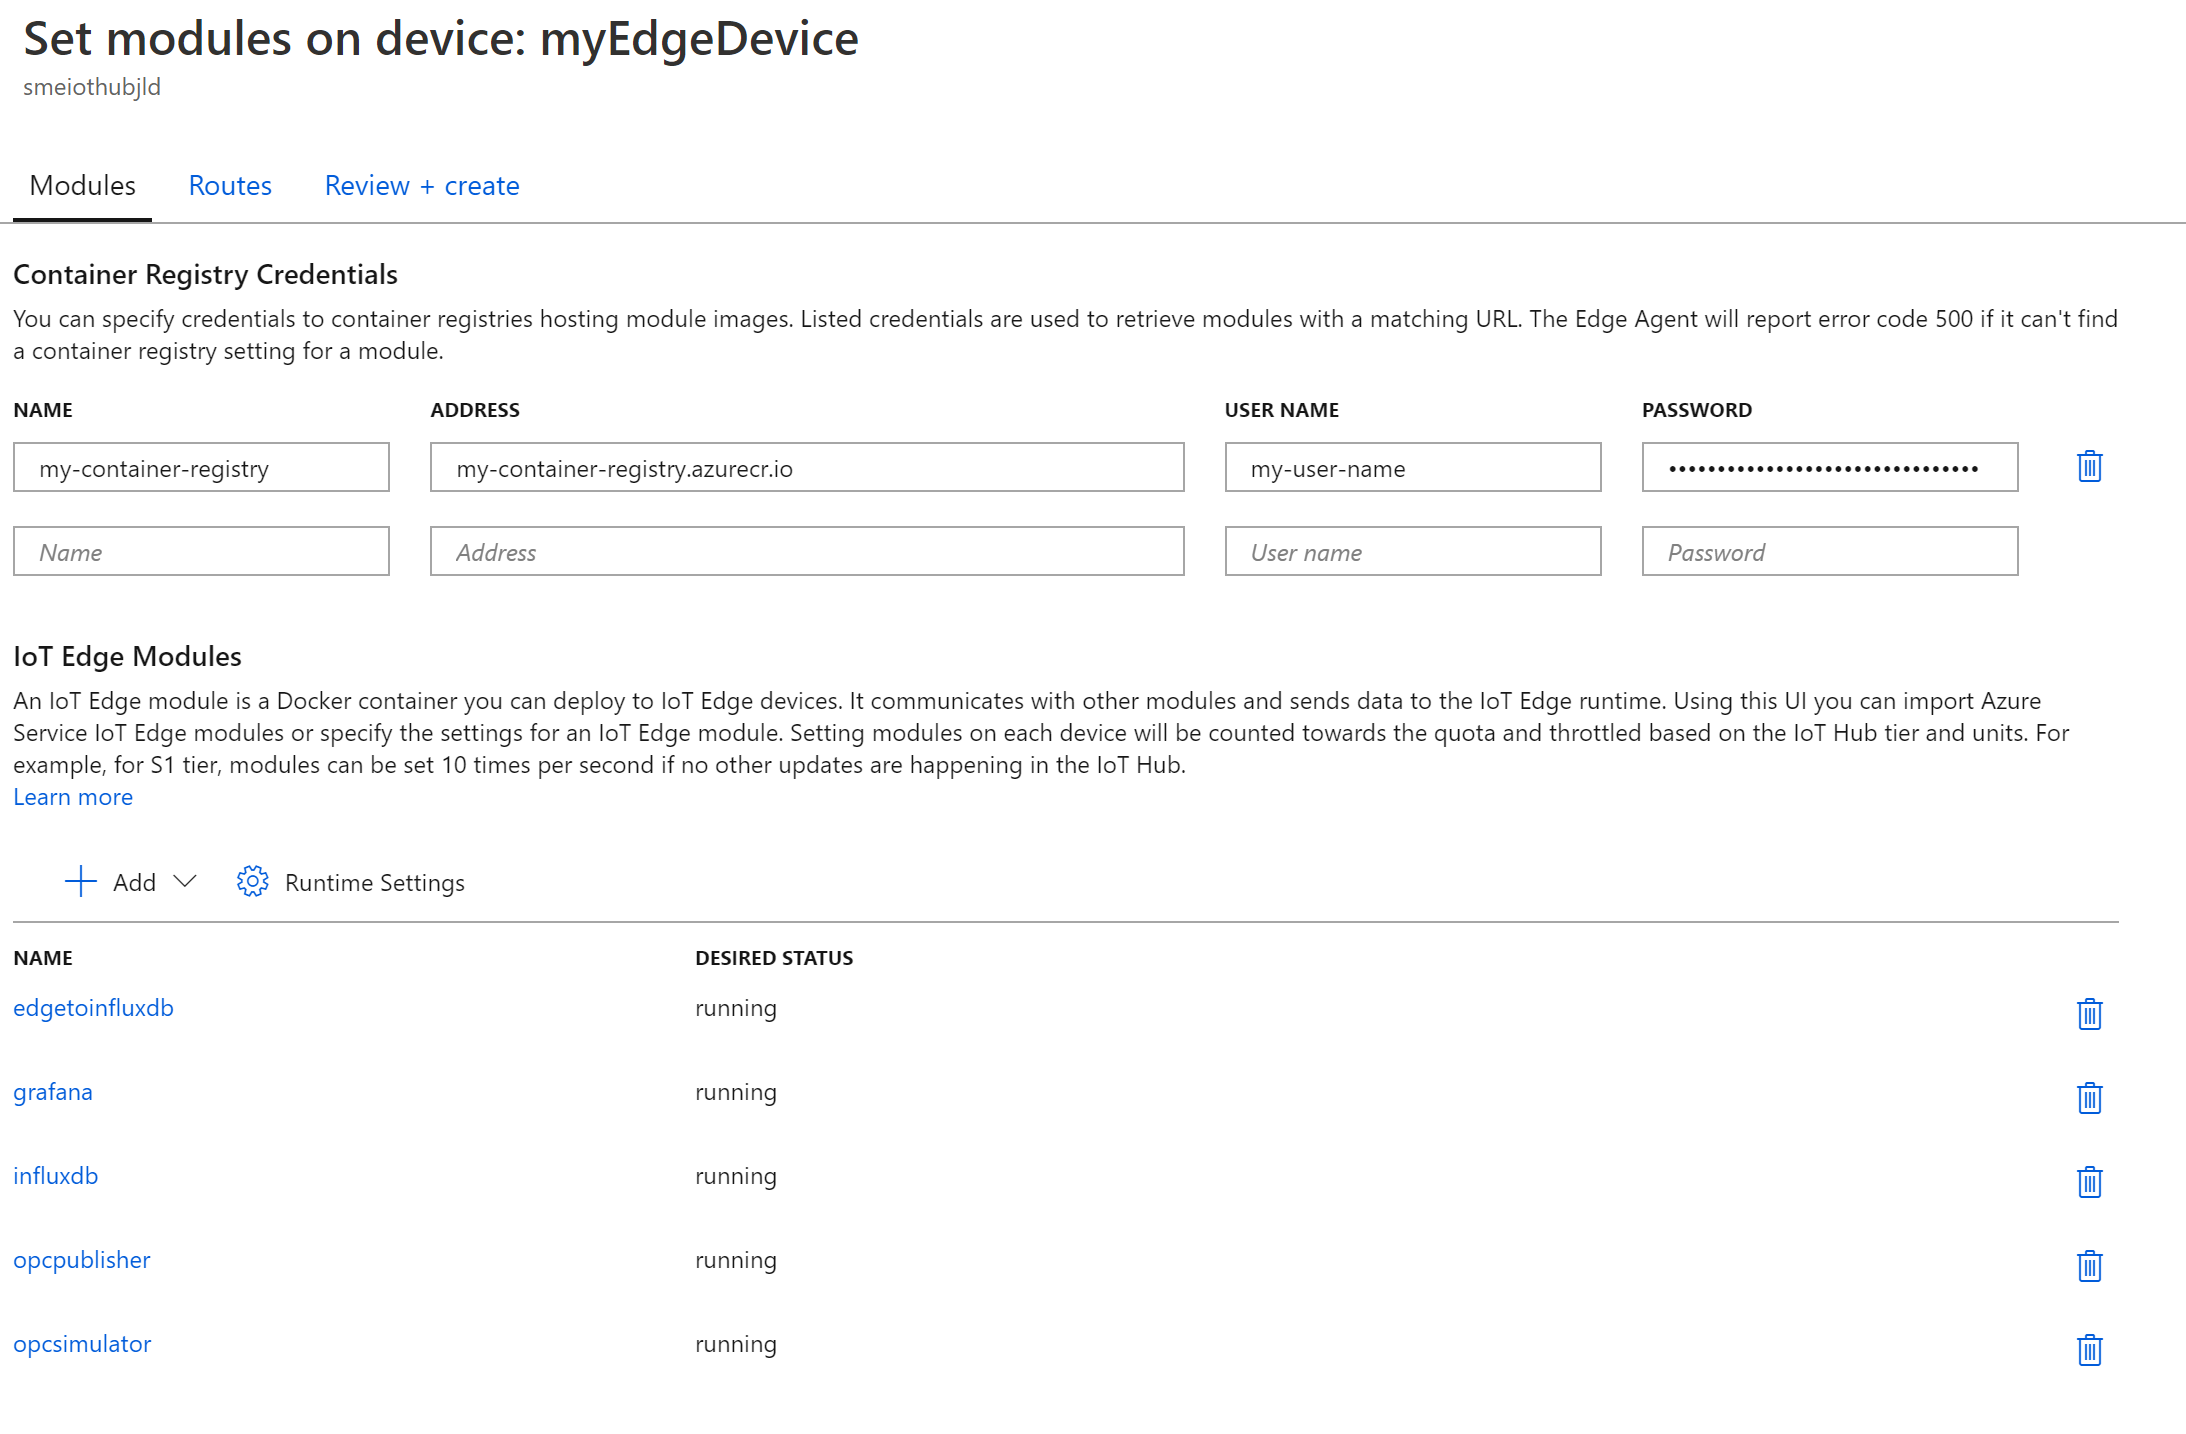 Set modules on device: myEdgeDevice
smeiothubjld
Modules Routes Review + create
Container Registry Credentials
You can specify credentials to container registries hosting module images. Listed credentials are used to retrieve modules with a matching URL. The Edge Agent will report error code 500 if it can't find
a container registry setting for a module.
NAME ADDRESS USER NAME PASSWORD
my-container-registry my-container-registry.azurecr.io my-user-name ••••••••••••••••••••••••••••••••
Name Address User name Password
IoT Edge Modules
An IoT Edge module is a Docker container you can deploy to IoT Edge devices. It communicates with other modules and sends data to the IoT Edge runtime. Using this UI you can import Azure
Service IoT Edge modules or specify the settings for an IoT Edge module. Setting modules on each device will be counted towards the quota and throttled based on the IoT Hub tier and units. For
example, for S1 tier, modules can be set 10 times per second if no other updates are happening in the IoT Hub.
Learn more
Add Runtime Settings
NAME DESIRED STATUS
edgetoinfluxdb running
grafana running
influxdb running
opcpublisher running
opcsimulator running